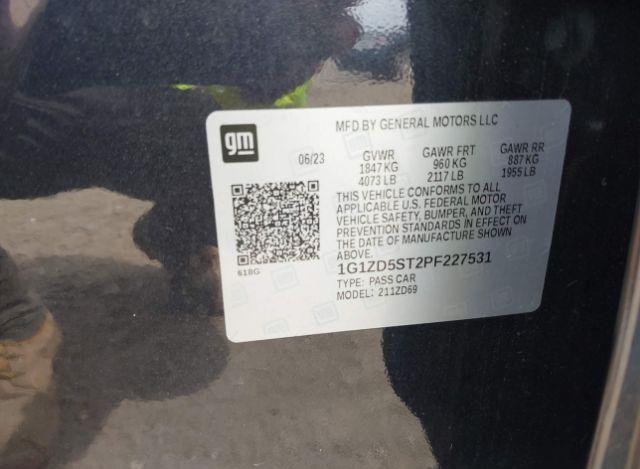 MFD BY GENERAL MOTORS LLC
gm
06/23 GVWR GAWR FRT GAWR RR
1847 KG 960 KG 887 KG
4073 LB 2117 LB 1955 LB
THIS VEHICLE CONFORMS TO ALL
APPLICABLE U.S. FEDERAL MOTOR
VEHICLE SAFETY, BUMPER, AND THEFT
PREVENTION STANDARDS IN EFFECT ON
THE DATE OF MANUFACTURE SHOWN
ABOVE.
618G
1G1ZD5ST2PF227531
TYPE: PASS CAR
MODEL: 211ZD69